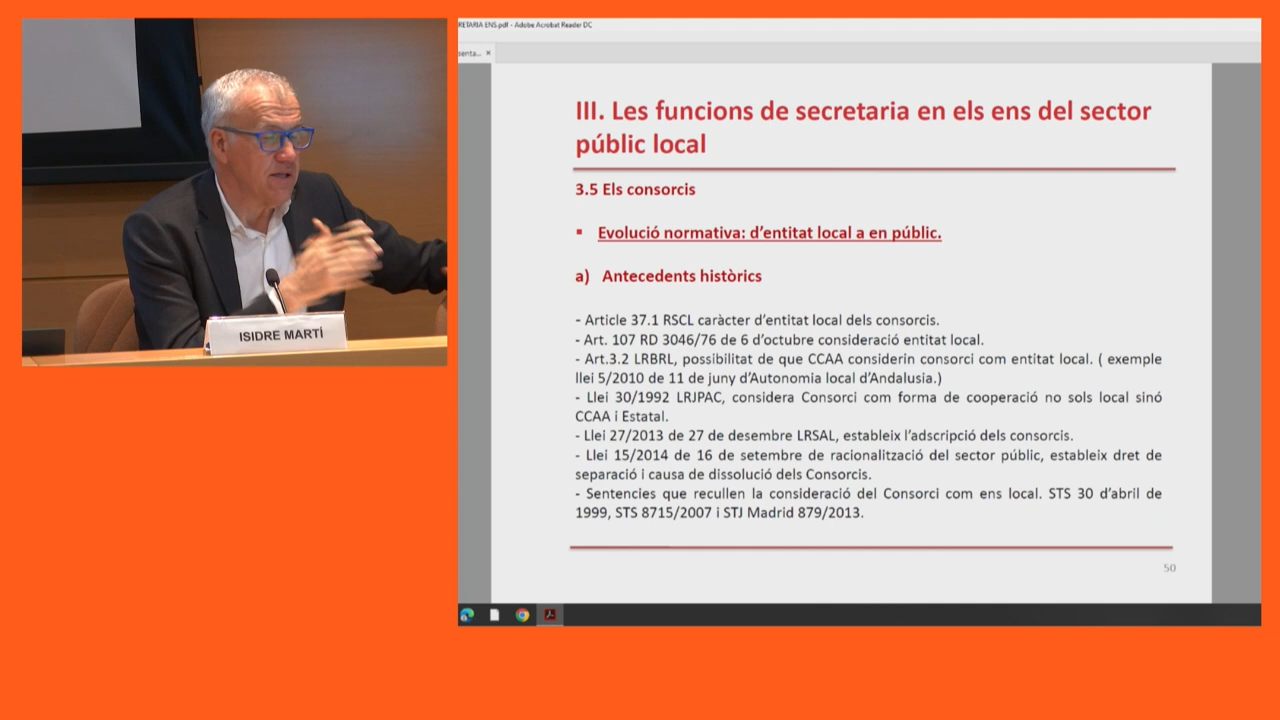 ISIDRE MARTÍ
RETARIA ENS.pdf - Adobe Acrobat Reader DC
senta... ×
III. Les funcions de secretaria en els ens del sector
públic local
3.5 Els consorcis
▪ Evolució normativa: d’entitat local a en públic.
a) Antecedents històrics
- Article 37.1 RSCL caràcter d’entitat local dels consorcis.
- Art. 107 RD 3046/76 de 6 d’octubre consideració entitat local.
- Art.3.2 LRBRL, possibilitat de que CCAA considerin consorci com entitat local. ( exemple
llei 5/2010 de 11 de juny d’Autonomia local d’Andalusia.)
- Llei 30/1992 LRJPAC, considera Consorci com forma de cooperació no sols local sinó
CCAA i Estatal.
- Llei 27/2013 de 27 de desembre LRSAL, estableix l’adscripció dels consorcis.
- Llei 15/2014 de 16 de setembre de racionalització del sector públic, estableix dret de
separació i causa de dissolució dels Consorcis.
- Sentencies que recullen la consideració del Consorci com ens local. STS 30 d’abril de
1999, STS 8715/2007 i STJ Madrid 879/2013.
50